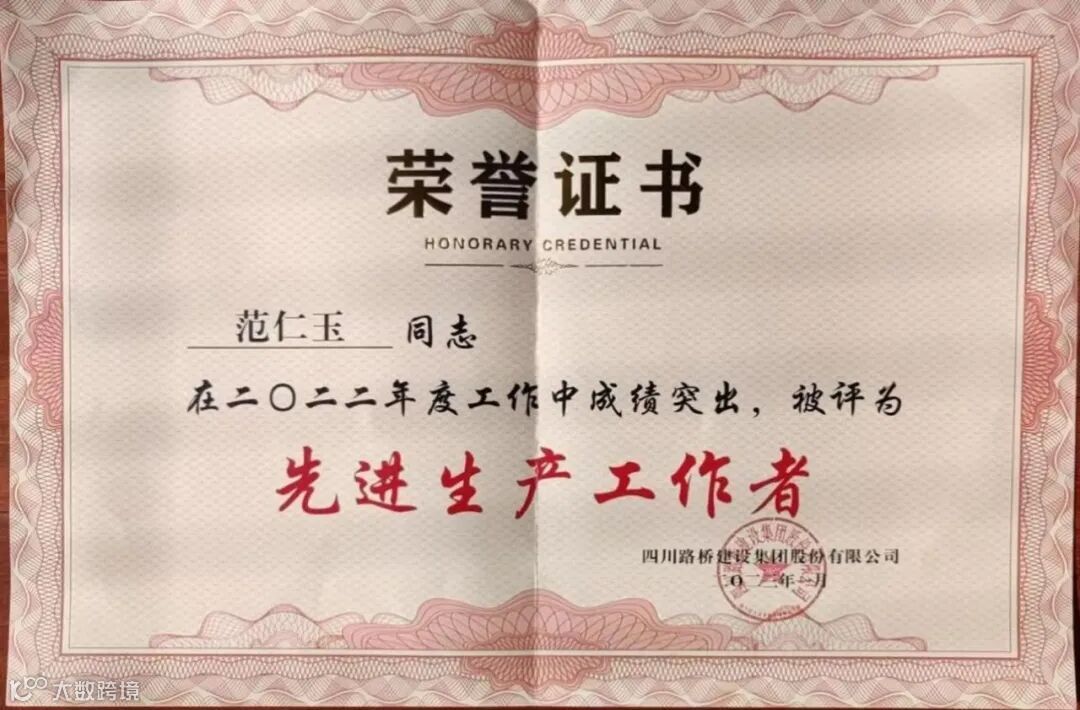 荣誉证书
HONORARY CREDENTIAL
范仁玉 同志
在二〇二二年度工作中成绩突出，被评为
先进生产工作者
四川路桥建设集团股份有限公司
大数跨境